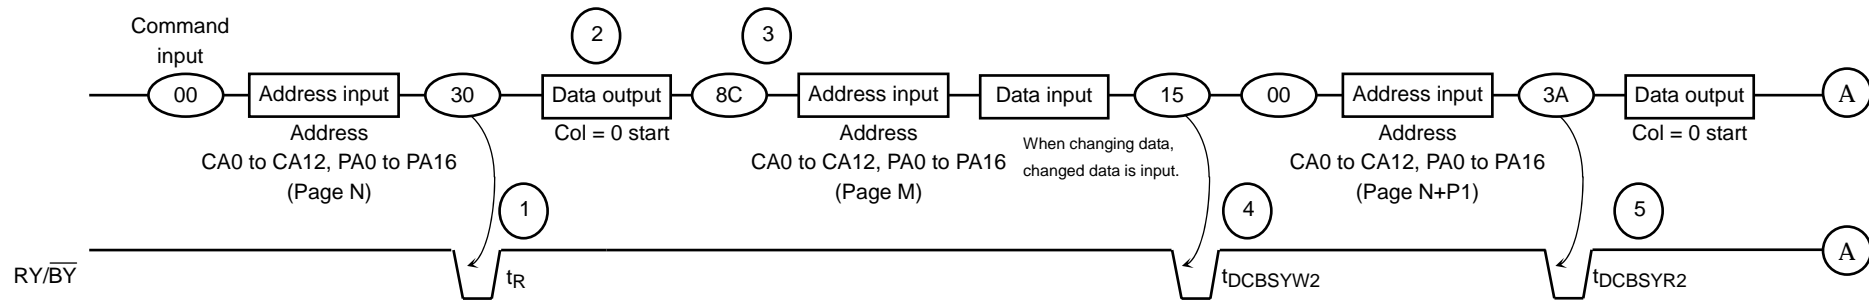 Command
input
2
3
00
Address input
30
Data output
8C
Address input
Data input
15
00
Address input
3A
Data output
A
Address
CA0 to CA12, PA0 to PA16
(Page N)
Col = 0 start
Address
CA0 to CA12, PA0 to PA16
(Page M)
When changing data,
changed data is input.
Address
CA0 to CA12, PA0 to PA16
(Page N+P1)
Col = 0 start
1
4
5
RY/BY
tR
tDCBSYW2
tDCBSYR2
A